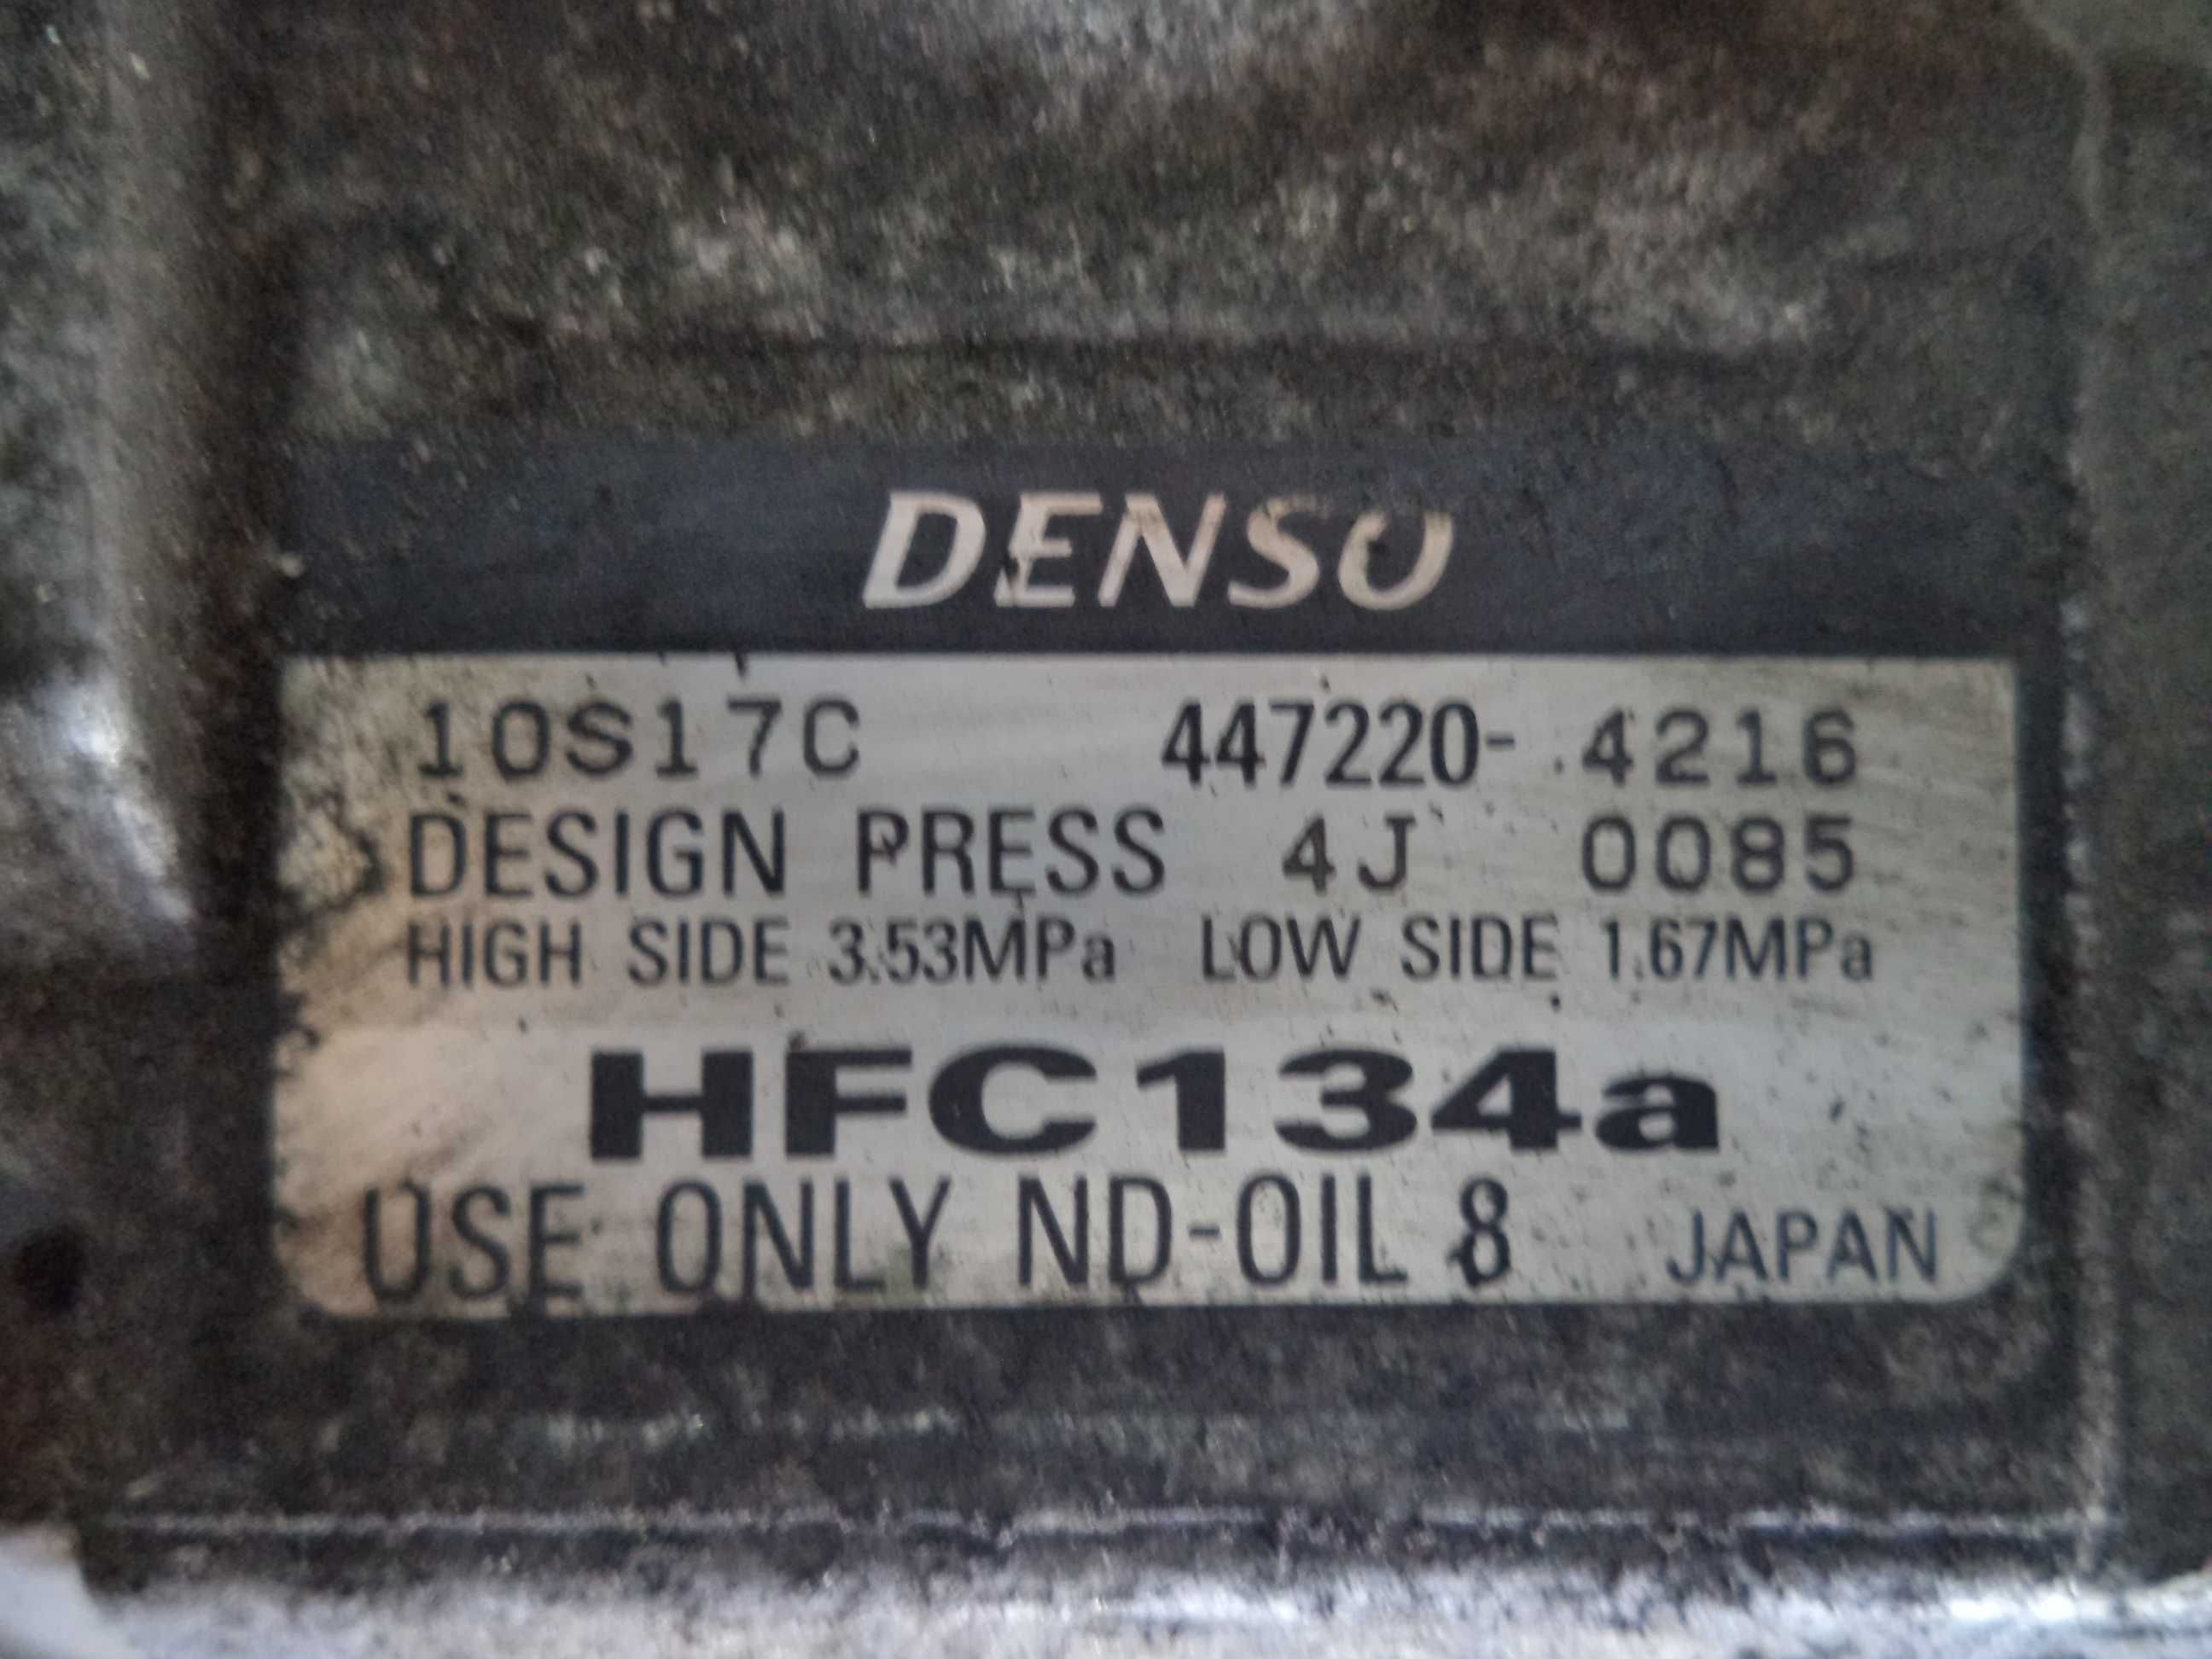 DENSO
10S17C 447220-4216
DESIGN PRESS 4J 0085
HIGH SIDE 3.53MPa LOW SIDE 1.67MPa
HFC134a
USE ONLY ND-OIL 8 JAPAN